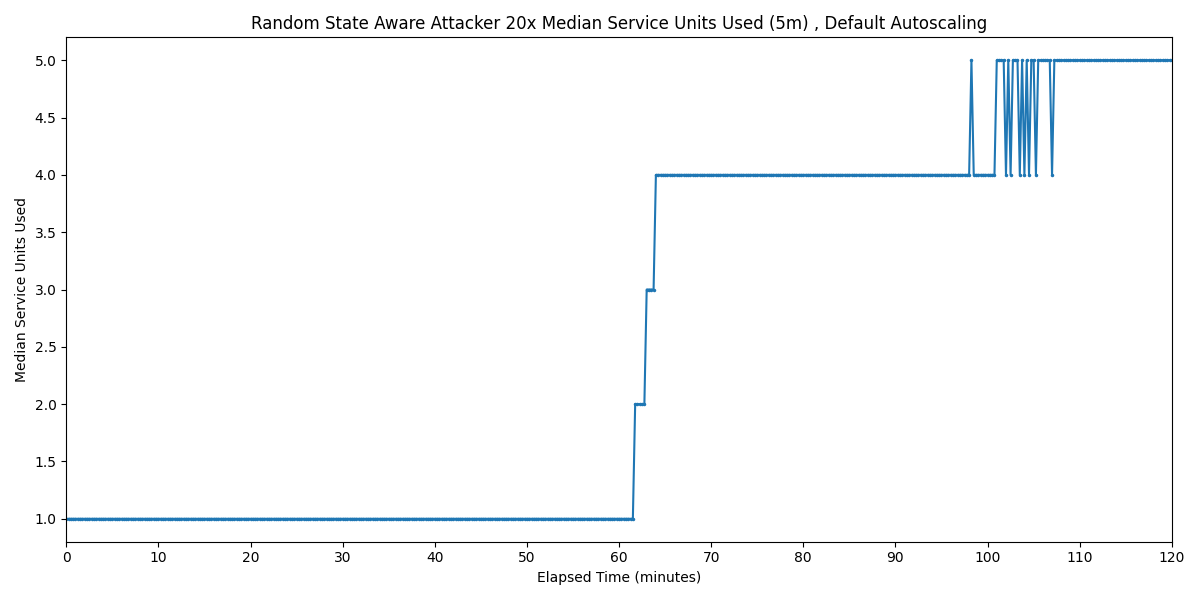 Random State Aware Attacker 20x Median Service Units Used (5m) , Default Autoscaling
5.0
4.5
4.0
3.5
3.0
2.5
2.0
1.5
1.0
Median Service Units Used
0 10 20 30 40 50 60 70 80 90 100 110 120
Elapsed Time (minutes)